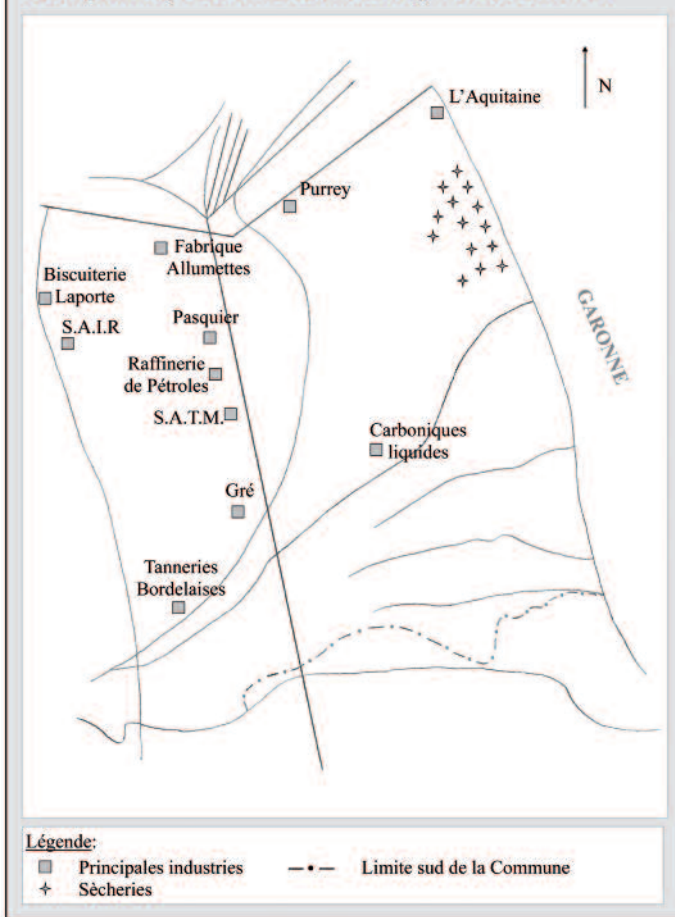 L'Aquitaine
N
Purrey
Fabrique
Allumettes
Biscuiterie
Laporte
S.A.I.R
Pasquier
Raffinerie
de Pétroles
S.A.T.M.
GARONNE
Carboniques
liquides
Gré
Tanneries
Bordelaises
Légende:
Principales industries
Limite sud de la Commune
Sècheries